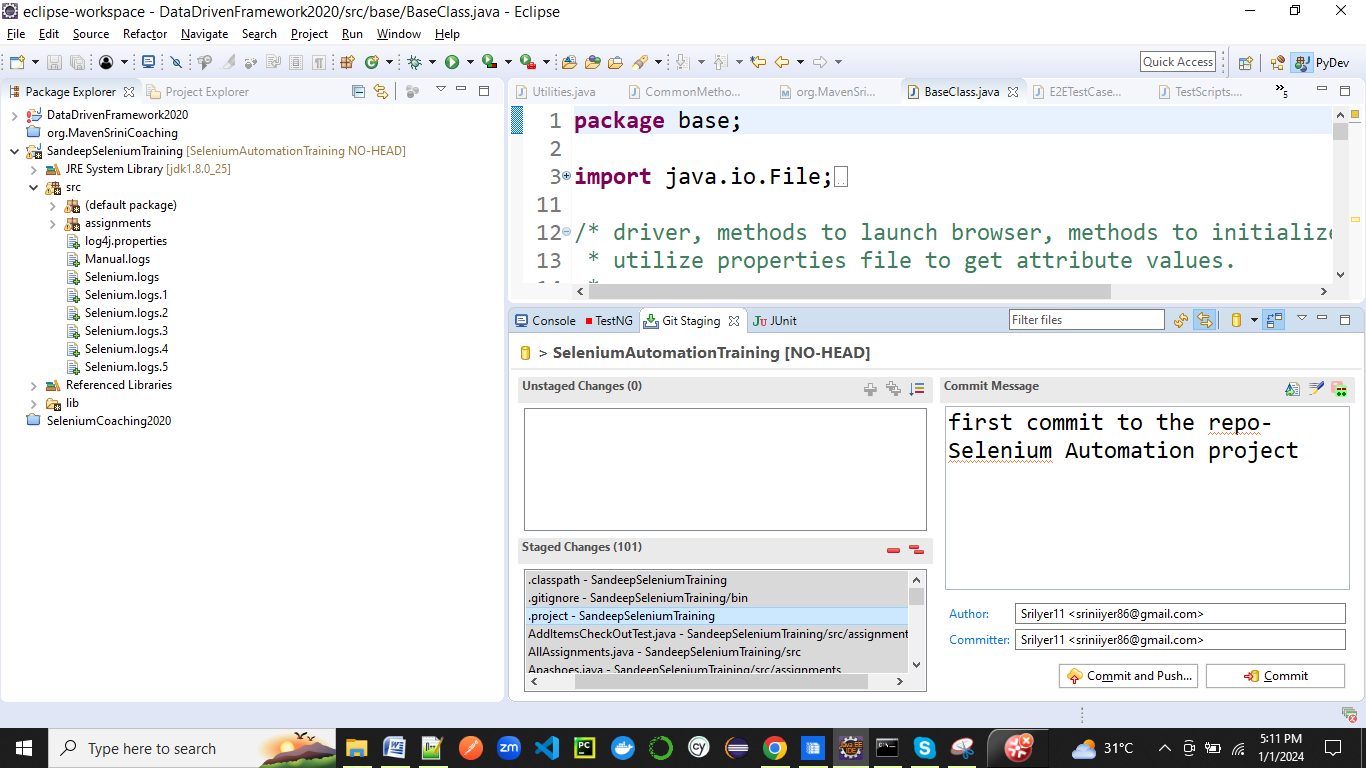 eclipse-workspace - DataDrivenFramework2020/src/base/BaseClass.java - Eclipse
File Edit Source Refactor Navigate Search Project Run Window Help
Quick Access
PyDev
Package Explorer
Project Explorer
DataDrivenFramework2020
org.MavenSriniCoaching
SandeepSeleniumTraining [SeleniumAutomationTraining NO-HEAD]
JRE System Library [jdk1.8.0_25]
src
(default package)
assignments
log4j.properties
Manual.logs
Selenium.logs
Selenium.logs.1
Selenium.logs.2
Selenium.logs.3
Selenium.logs.4
Selenium.logs.5
Referenced Libraries
lib
SeleniumCoaching2020
Utilities.java CommonMetho... org.MavenSri... BaseClass.java E2ETestCase... TestScripts.... »5
1 package base;
2
3 import java.io.File;
11
12 /* driver, methods to launch browser, methods to initialize
13 * utilize properties file to get attribute values.
Console TestNG Git Staging JUnit
Filter files
> SeleniumAutomationTraining [NO-HEAD]
Unstaged Changes (0)
Staged Changes (101)
.classpath - SandeepSeleniumTraining
.gitignore - SandeepSeleniumTraining/bin
.project - SandeepSeleniumTraining
AddItemsCheckOutTest.java - SandeepSeleniumTraining/src/assignment
AllAssignments.java - SandeepSeleniumTraining/src
Apashoes.java - SandeepSeleniumTraining/src/assignments
Commit Message
first commit to the repo-
Selenium Automation project
Author: SriIyer11 <sriniiyer86@gmail.com>
Committer: SriIyer11 <sriniiyer86@gmail.com>
Commit and Push... Commit
Type here to search
31°C
5:11 PM
1/1/2024